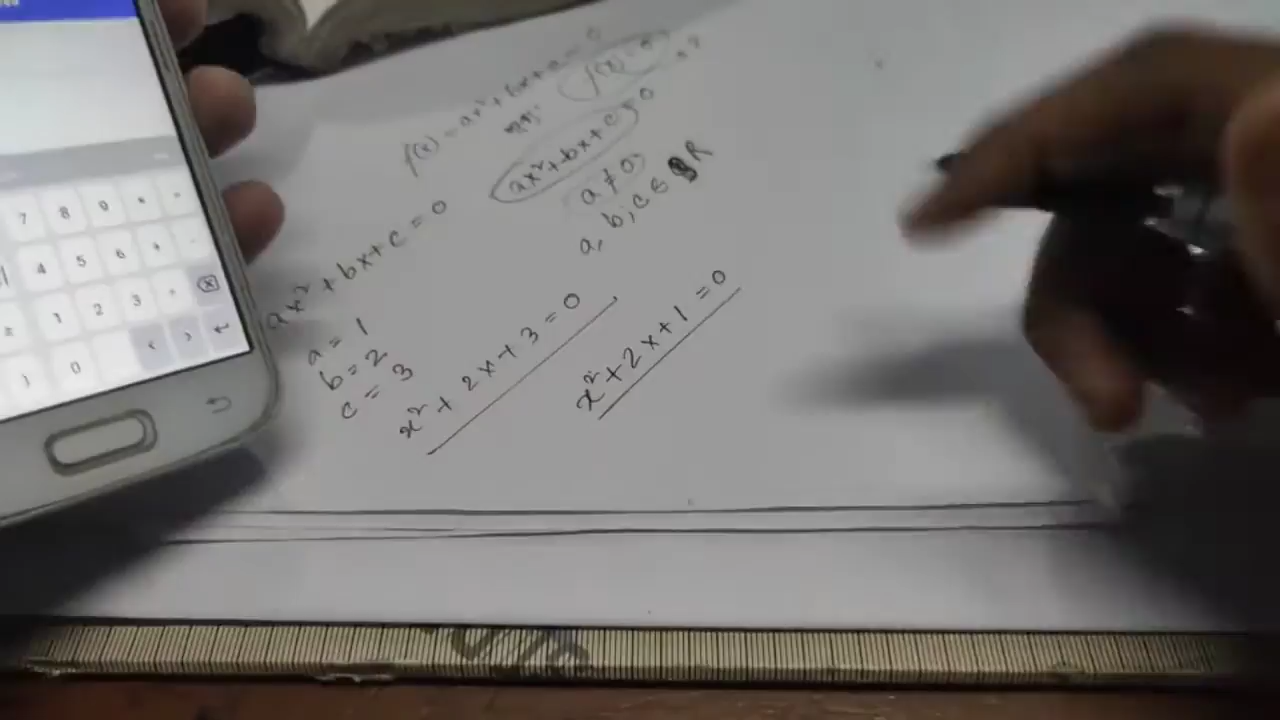 f(x) = ax² + bx + c = 0
f(x) = 0
ax² + bx + c = 0
a ≠ 0,
a, b, c ∈ R
ax² + bx + c = 0
a = 1
b = 2
c = 3
x² + 2x + 3 = 0
x² + 2x + 1 = 0
7 8 9
4 5 6 +
1 2 3
) 0 < >